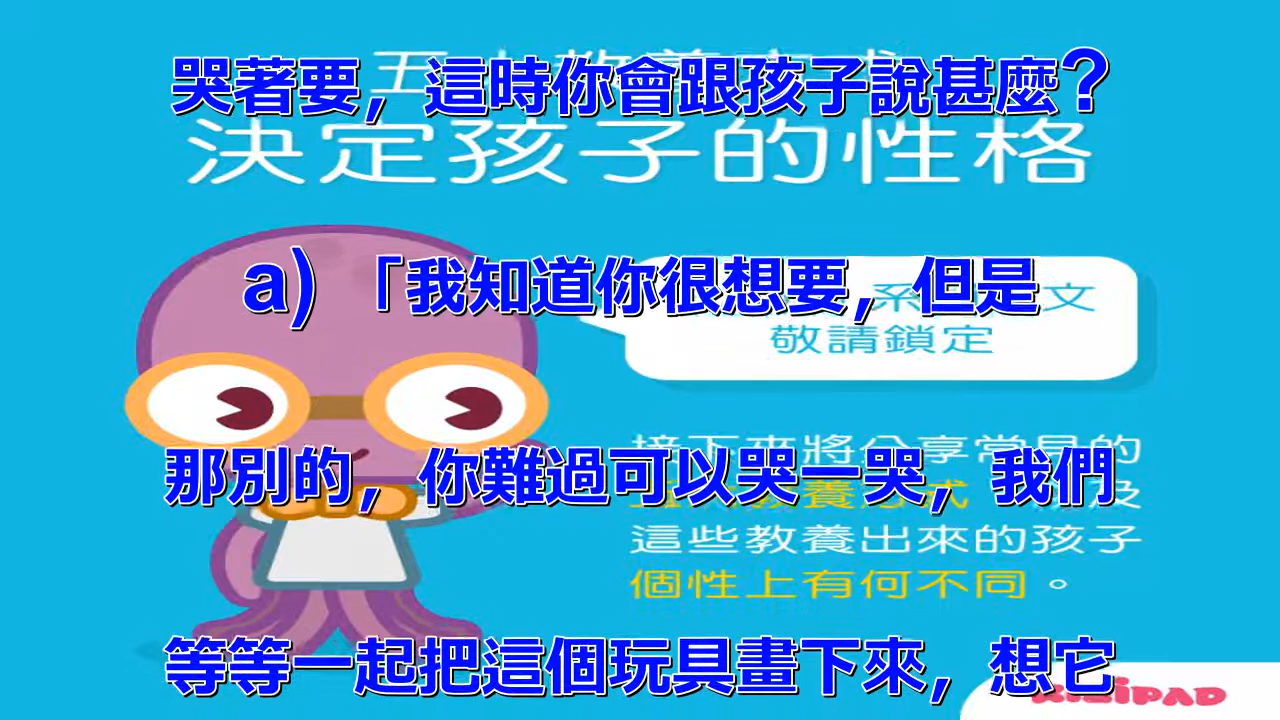 哭著要，這時你會跟孩子說甚麼？
決定孩子的性格
a) 「我知道你很想要，但是
敬請鎖定
那別的，你難過可以哭一哭，我們
這些教養出來的孩子
個性上有何不同。
等等一起把這個玩具畫下來，想它